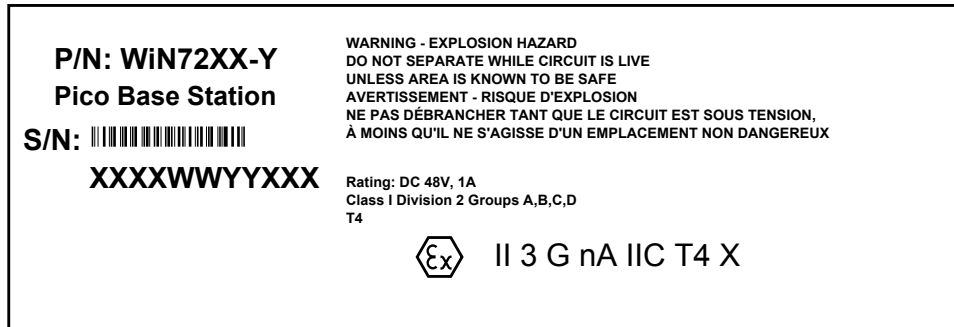 P/N: WiN72XX-Y
Pico Base Station
S/N:
XXXXWWYYXXX
WARNING - EXPLOSION HAZARD
DO NOT SEPARATE WHILE CIRCUIT IS LIVE
UNLESS AREA IS KNOWN TO BE SAFE
AVERTISSEMENT - RISQUE D'EXPLOSION
NE PAS DÉBRANCHER TANT QUE LE CIRCUIT EST SOUS TENSION,
À MOINS QU'IL NE S'AGISSE D'UN EMPLACEMENT NON DANGEREUX
Rating: DC 48V, 1A
Class I Division 2 Groups A,B,C,D
T4
Ex II 3 G nA IIC T4 X